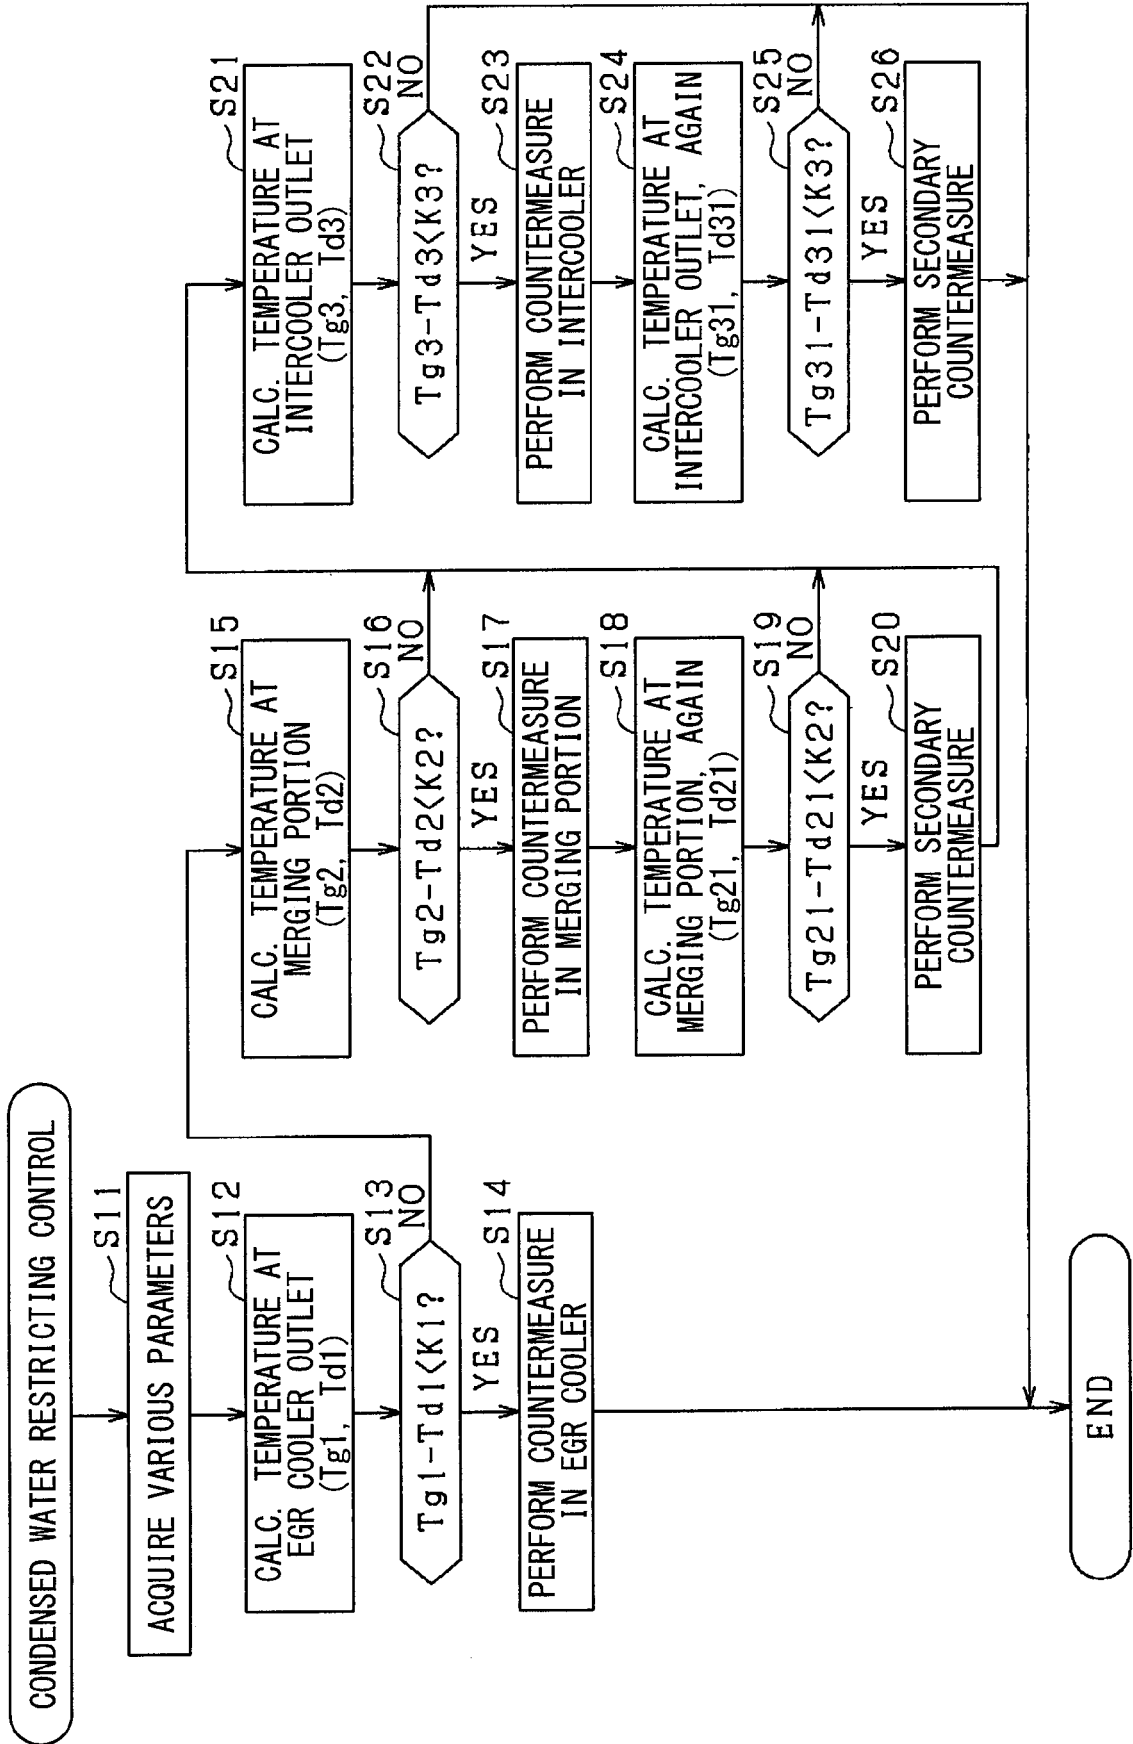 CONDENSED WATER RESTRICTING CONTROL
S11
ACQUIRE VARIOUS PARAMETERS
S12
CALC. TEMPERATURE AT
EGR COOLER OUTLET
(Tg1, Td1)
S13
Tg1-Td1<K1?
NO
YES
S14
PERFORM COUNTERMEASURE
IN EGR COOLER
S15
CALC. TEMPERATURE AT
MERGING PORTION
(Tg2, Td2)
S16
Tg2-Td2<K2?
NO
YES
S17
PERFORM COUNTERMEASURE
IN MERGING PORTION
S18
CALC. TEMPERATURE AT
MERGING PORTION, AGAIN
(Tg21, Td21)
S19
Tg21-Td21<K2?
NO
YES
S20
PERFORM SECONDARY
COUNTERMEASURE
S21
CALC. TEMPERATURE AT
INTERCOOLER OUTLET
(Tg3, Td3)
S22
Tg3-Td3<K3?
NO
YES
S23
PERFORM COUNTERMEASURE
IN INTERCOOLER
S24
CALC. TEMPERATURE AT
INTERCOOLER OUTLET, AGAIN
(Tg31, Td31)
S25
Tg31-Td31<K3?
NO
YES
S26
PERFORM SECONDARY
COUNTERMEASURE
END